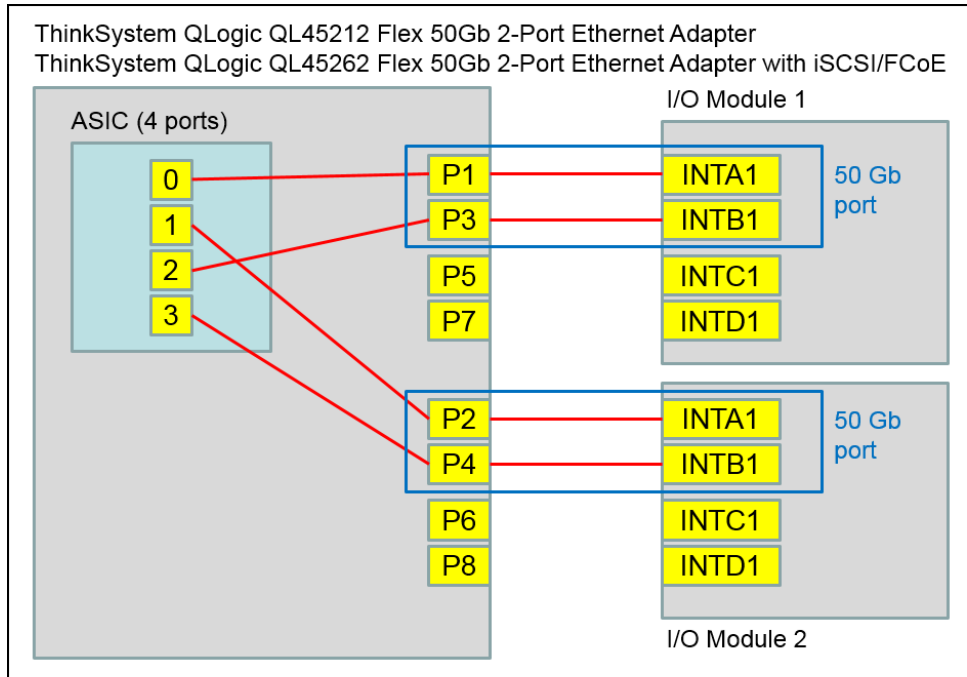 ThinkSystem QLogic QL45212 Flex 50Gb 2-Port Ethernet Adapter
ThinkSystem QLogic QL45262 Flex 50Gb 2-Port Ethernet Adapter with iSCSI/FCoE
I/O Module 1
ASIC (4 ports)
0
1
2
3
P1
P3
P5
P7
P2
P4
P6
P8
INTA1
INTB1
INTC1
INTD1
50 Gb
port
INTA1
INTB1
INTC1
INTD1
50 Gb
port
I/O Module 2